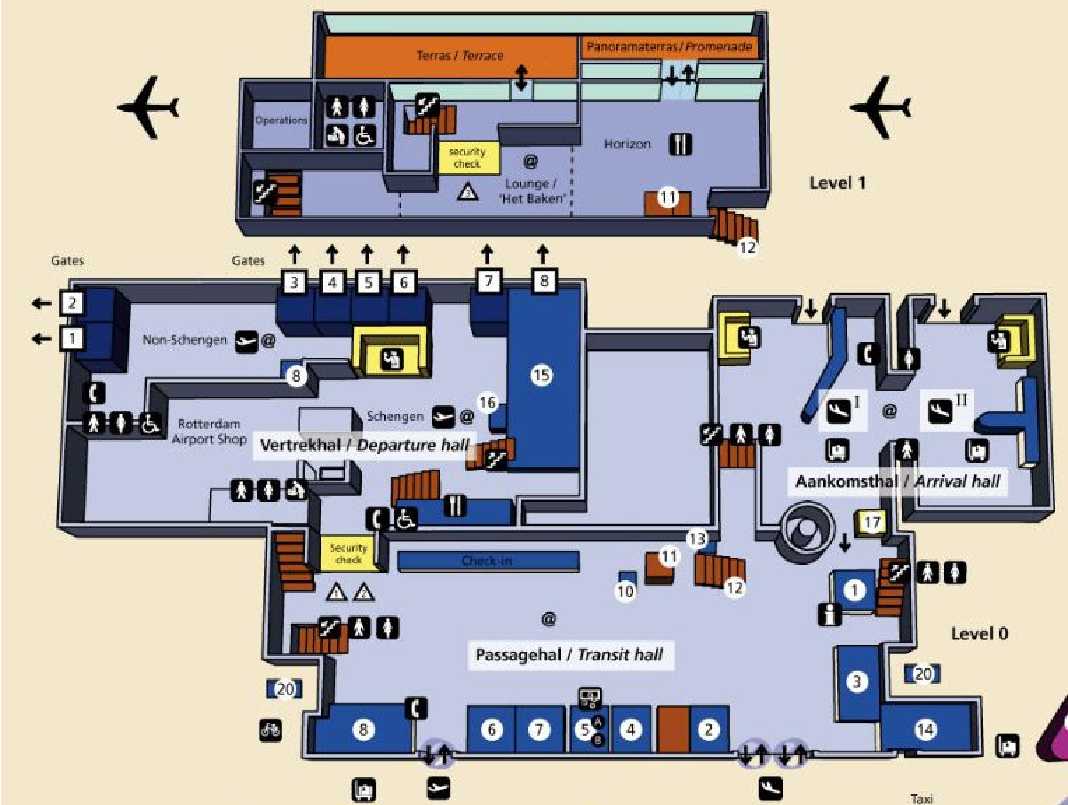 Terras / Terrace
Panoramaterras / Promenade
Operations
security
check
3
@
Horizon
Lounge /
'Het Baken'
Level 1
11
12
Gates
Gates
3
4
5
6
7
8
2
1
Non-Schengen
@
8
15
16
Schengen
@
Rotterdam
Airport Shop
Vertrekhal / Departure hall
I
@
II
Aankomsthal / Arrival hall
17
Security
check
1
2
Check-in
13
11
10
12
1
i
@
Level 0
Passagehal / Transit hall
3
20
20
8
6
7
5
A
B
4
2
14
Taxi